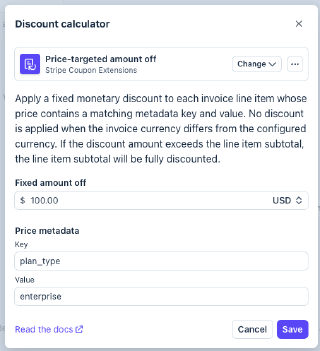 Discount calculator
Price-targeted amount off
Stripe Coupon Extensions
Change
Apply a fixed monetary discount to each invoice line item whose
price contains a matching metadata key and value. No discount
is applied when the invoice currency differs from the configured
currency. If the discount amount exceeds the line item subtotal,
the line item subtotal will be fully discounted.
Fixed amount off
$ 100.00 USD
Price metadata
Key
plan_type
Value
enterprise
Read the docs Cancel Save